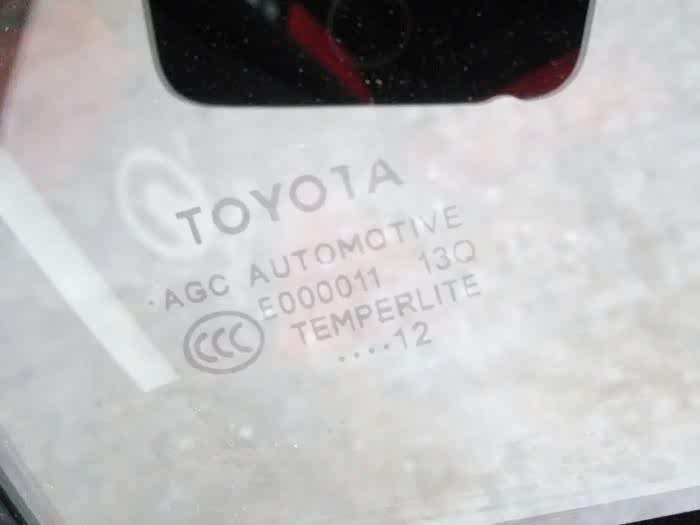 TOYOTA
AGC AUTOMOTIVE
E000011 13Q
CCC TEMPERLITE
....12